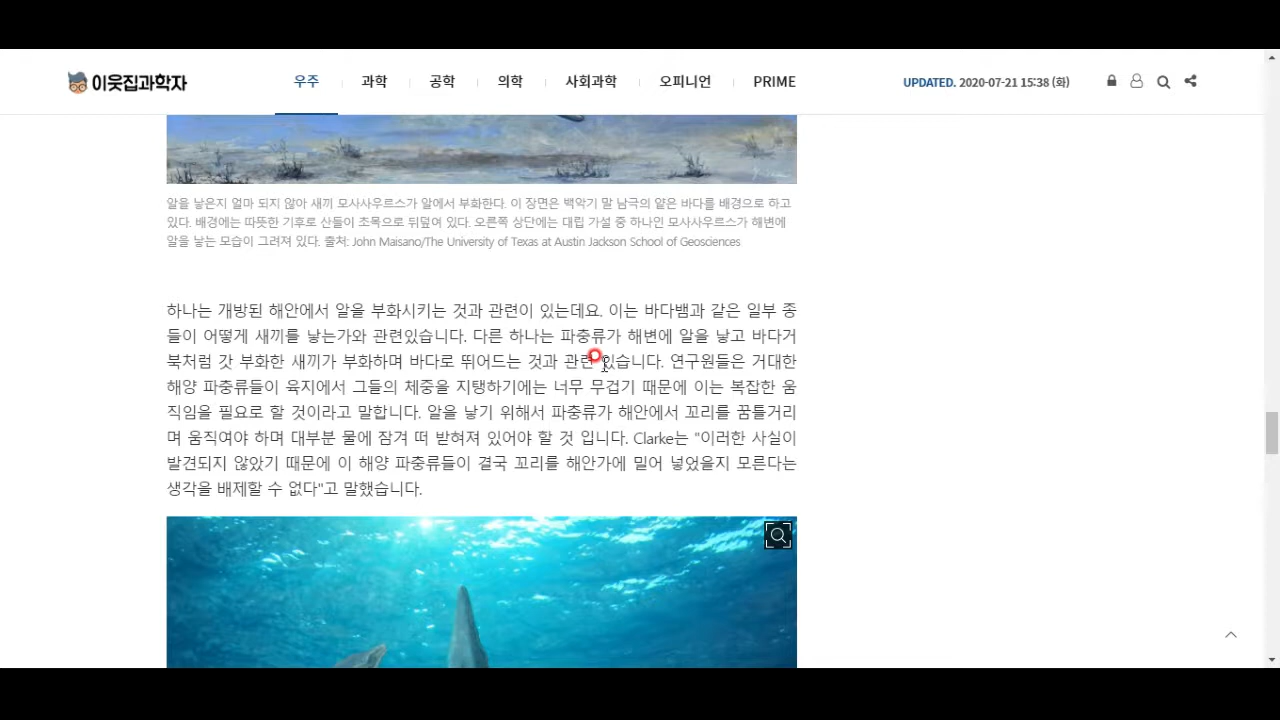 이웃집과학자
우주 과학 공학 의학 사회과학 오피니언 PRIME
UPDATED. 2020-07-21 15:38 (화)
알을 낳은지 얼마 되지 않아 새끼 모사사우르스가 알에서 부화한다. 이 장면은 백악기 말 남극의 얕은 바다를 배경으로 하고
있다. 배경에는 따뜻한 기후로 산들이 초목으로 뒤덮여 있다. 오른쪽 상단에는 대립 가설 중 하나인 모사사우르스가 해변에
알을 낳는 모습이 그려져 있다. 출처: John Maisano/The University of Texas at Austin Jackson School of Geosciences
하나는 개방된 해안에서 알을 부화시키는 것과 관련이 있는데요. 이는 바다뱀과 같은 일부 종
들이 어떻게 새끼를 낳는가와 관련있습니다. 다른 하나는 파충류가 해변에 알을 낳고 바다거
북처럼 갓 부화한 새끼가 부화하며 바다로 뛰어드는 것과 관련 있습니다. 연구원들은 거대한
해양 파충류들이 육지에서 그들의 체중을 지탱하기에는 너무 무겁기 때문에 이는 복잡한 움
직임을 필요로 할 것이라고 말합니다. 알을 낳기 위해서 파충류가 해안에서 꼬리를 꿈틀거리
며 움직여야 하며 대부분 물에 잠겨 떠 받혀져 있어야 할 것 입니다. Clarke는 "이러한 사실이
발견되지 않았기 때문에 이 해양 파충류들이 결국 꼬리를 해안가에 밀어 넣었을지 모른다는
생각을 배제할 수 없다"고 말했습니다.